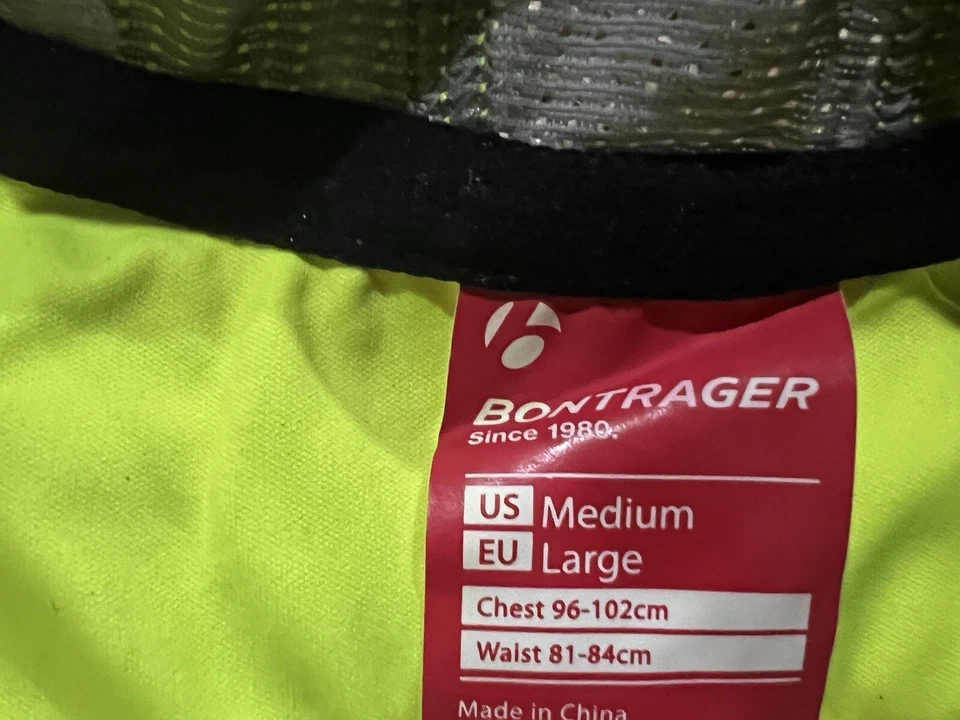 BONTRAGER
Since 1980.
US Medium
EU Large
Chest 96-102cm
Waist 81-84cm
Made in China